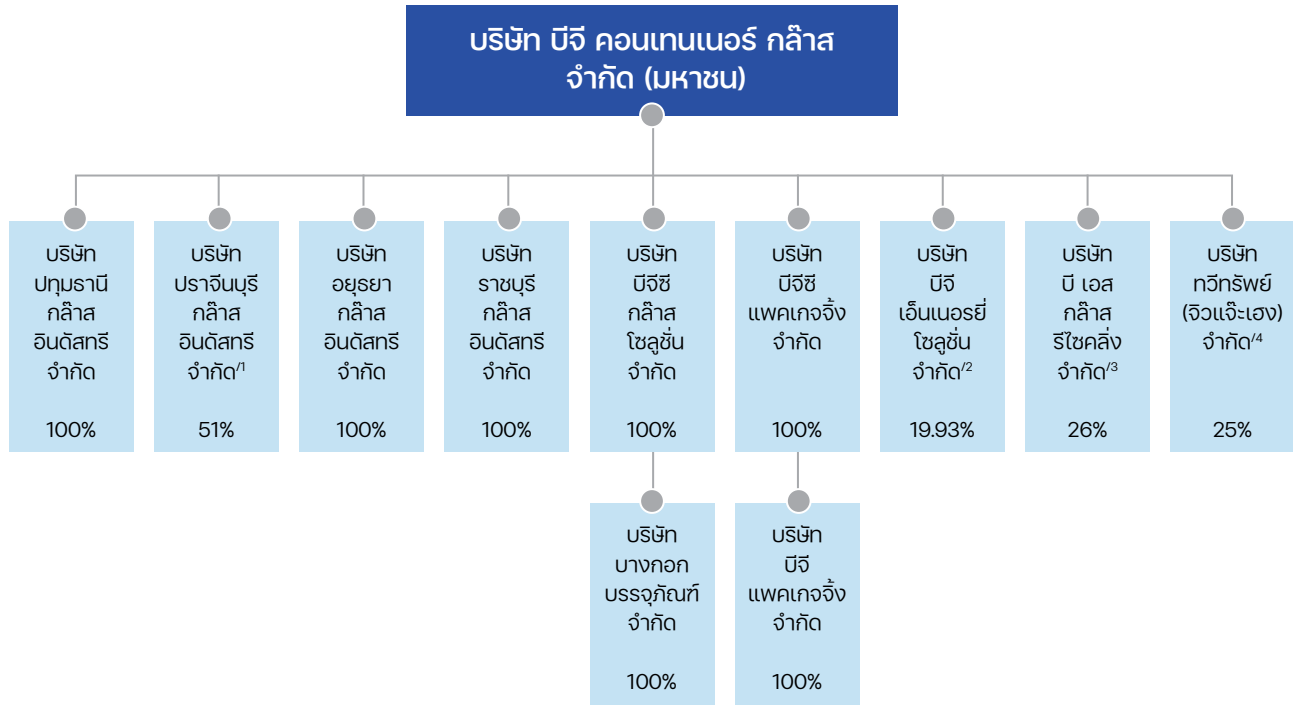 บริษัท บีจี คอนเทนเนอร์ กล๊าส
จำกัด (มหาชน)
บริษัท
ปทุมธานี
กล๊าส
อินดัสทรี
จำกัด
100%
บริษัท
ปราจีนบุรี
กล๊าส
อินดัสทรี
จำกัด/1
51%
บริษัท
อยุธยา
กล๊าส
อินดัสทรี
จำกัด
100%
บริษัท
ราชบุรี
กล๊าส
อินดัสทรี
จำกัด
100%
บริษัท
บีจีซี
กล๊าส
โซลูชั่น
จำกัด
100%
บริษัท
บีจีซี
แพคเกจจิ้ง
จำกัด
100%
บริษัท
บีจี
เอ็นเนอรยี่
โซลูชั่น
จำกัด/2
19.93%
บริษัท
บี เอส
กล๊าส
รีไซคลิ่ง
จำกัด/3
26%
บริษัท
ทวีทรัพย์
(จิวแจ๊ะเฮง)
จำกัด/4
25%
บริษัท
บางกอก
บรรจุภัณฑ์
จำกัด
100%
บริษัท
บีจี
แพคเกจจิ้ง
จำกัด
100%